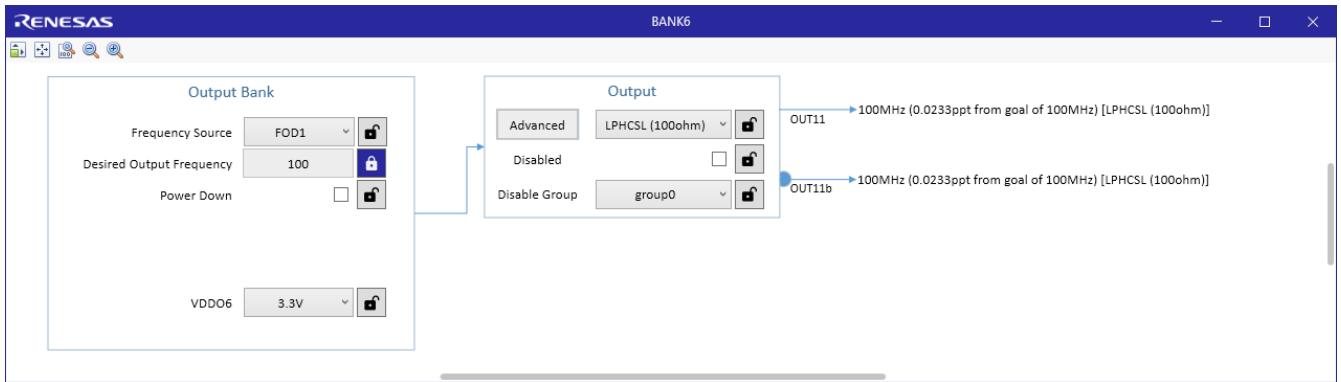 RENESAS
BANK6
Output Bank
Frequency Source FOD1
Desired Output Frequency 100
Power Down
VDDO6 3.3V
Output
Advanced LPHCSL (100ohm)
Disabled
Disable Group group0
OUT11 100MHz (0.0233ppt from goal of 100MHz) [LPHCSL (100ohm)]
OUT11b 100MHz (0.0233ppt from goal of 100MHz) [LPHCSL (100ohm)]